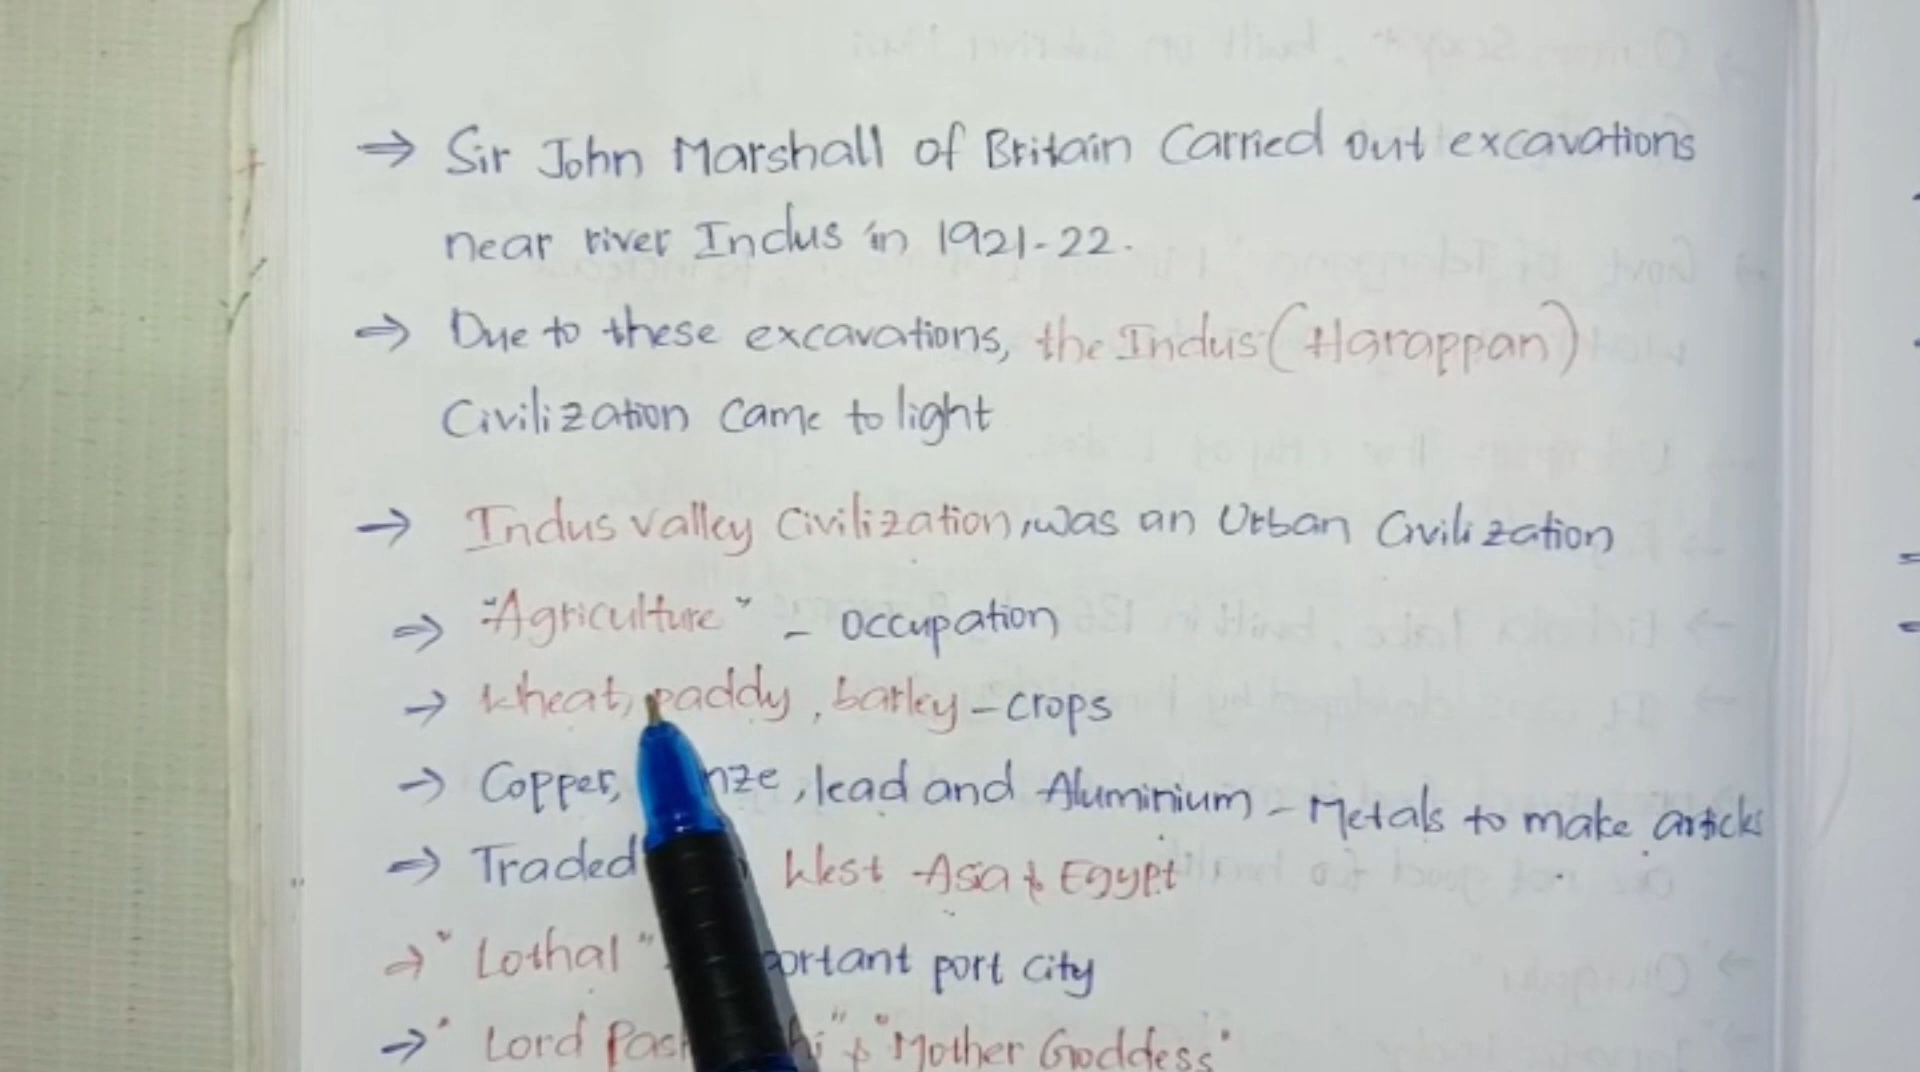 ⇒ Sir John Marshall of Britain Carried out excavations
near river Indus in 1921-22.
⇒ Due to these excavations, the Indus (Harappan)
Civilization came to light
→ Indus valley Civilization, was an Urban Civilization
⇒ "Agriculture" - occupation
→ wheat, paddy, barley - crops
→ Copper, nze, lead and Aluminium - Metals to make articles
⇒ Traded West Asia & Egypt
→ "Lothal" - portant port city
→ "Lord Pas hi" & "Mother Goddess"